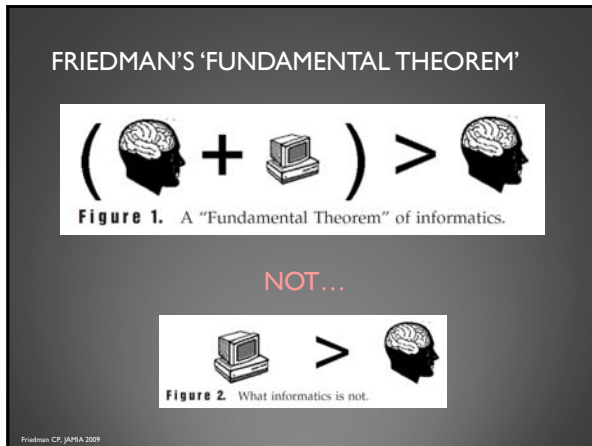 FRIEDMAN'S ‘FUNDAMENTAL THEOREM’
( + ) >
Figure 1. A "Fundamental Theorem" of informatics.
NOT...
>
Figure 2. What informatics is not.
Friedman CP, JAMIA 2009